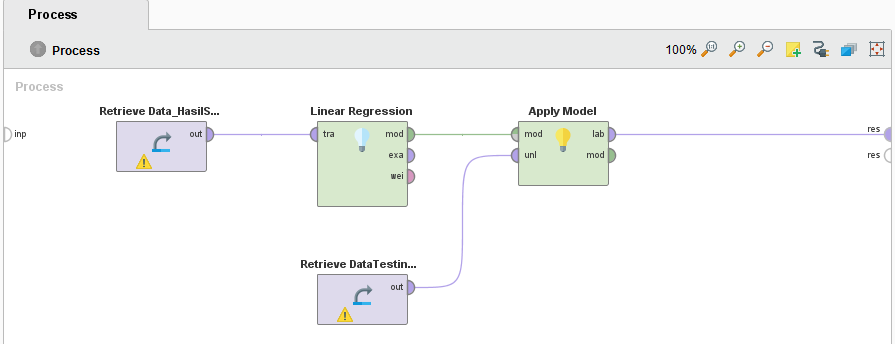 Process
Process
100%
Process
Retrieve Data_HasilS...
Linear Regression
Apply Model
inp
out
tra
mod
exa
wei
mod
unl
lab
mod
res
res
Retrieve DataTestin...
out